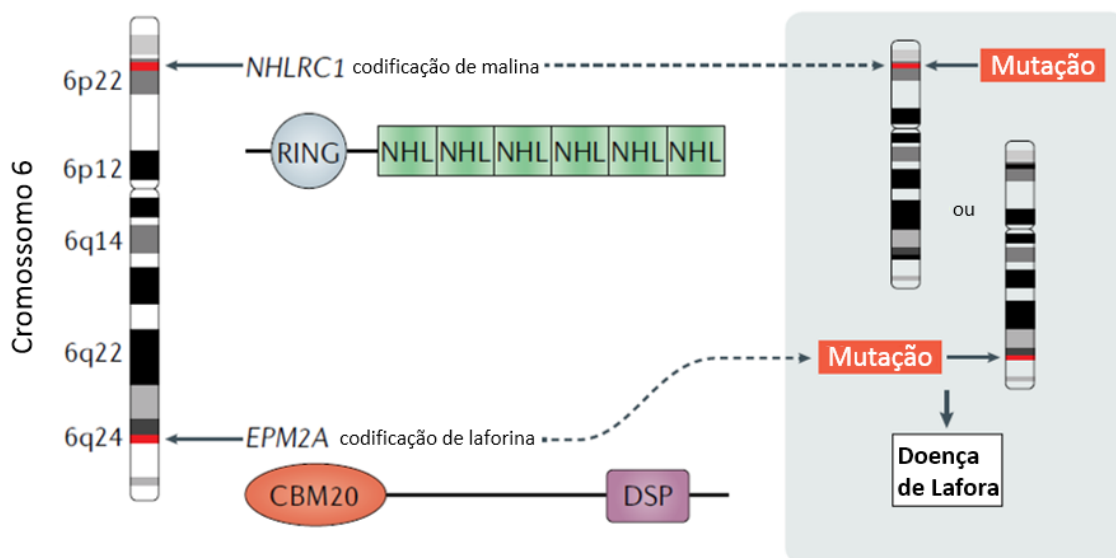 Cromossomo 6
6p22
6p12
6q14
6q22
6q24
NHLRC1 codificação de malina
RING NHL NHL NHL NHL NHL NHL
EPM2A codificação de laforina
CBM20 DSP
Mutação
ou
Mutação
Doença
de Lafora